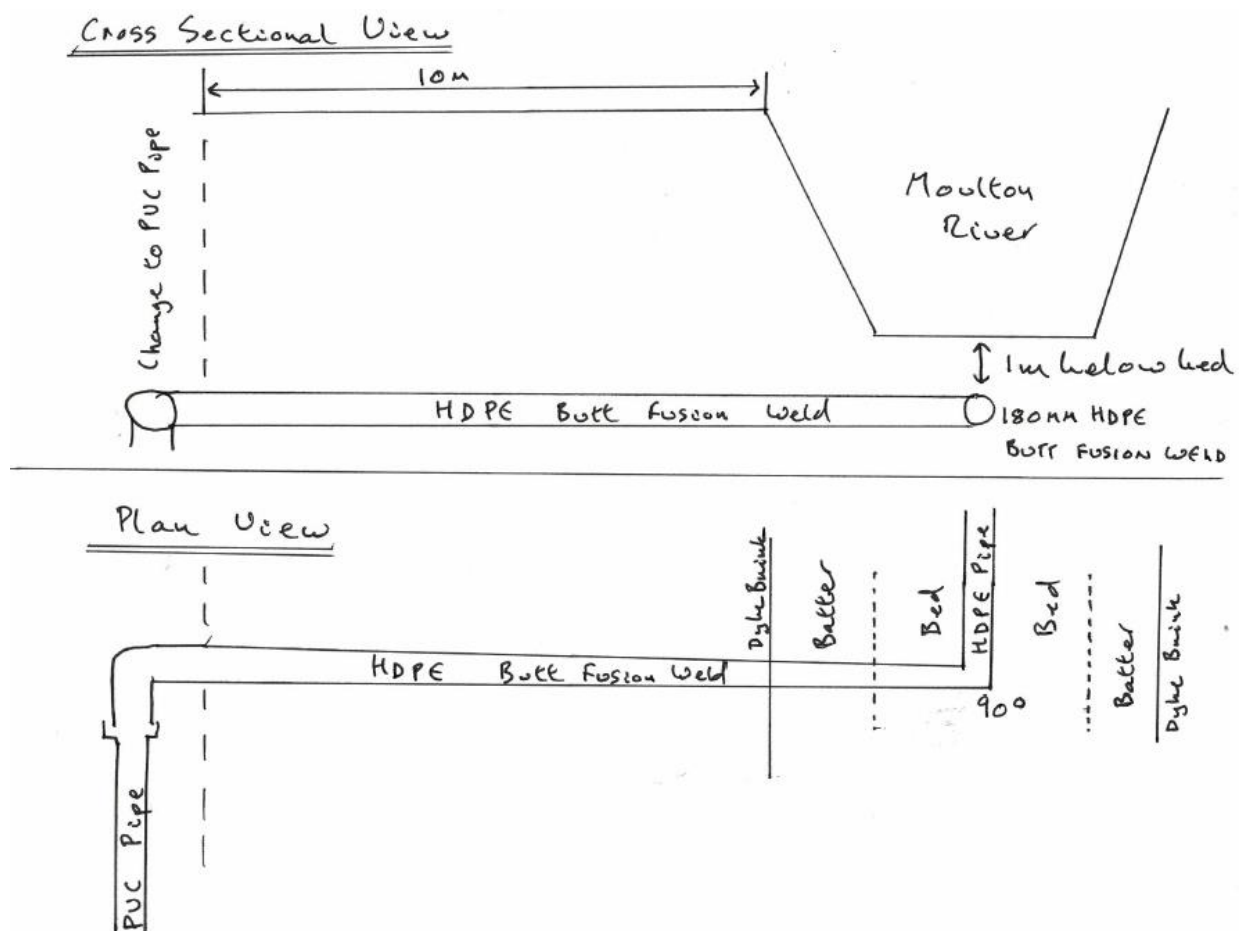 Cross Sectional View
10m
Change to PVC Pipe
Moulton
River
1m below bed
HDPE Butt Fusion Weld
180mm HDPE
BUTT FUSION WELD
Plan View
Dyke Brink
Batter
Bed
HDPE Pipe
Bed
Batter
Dyke Brink
HDPE Butt Fusion Weld
90°
PVC Pipe